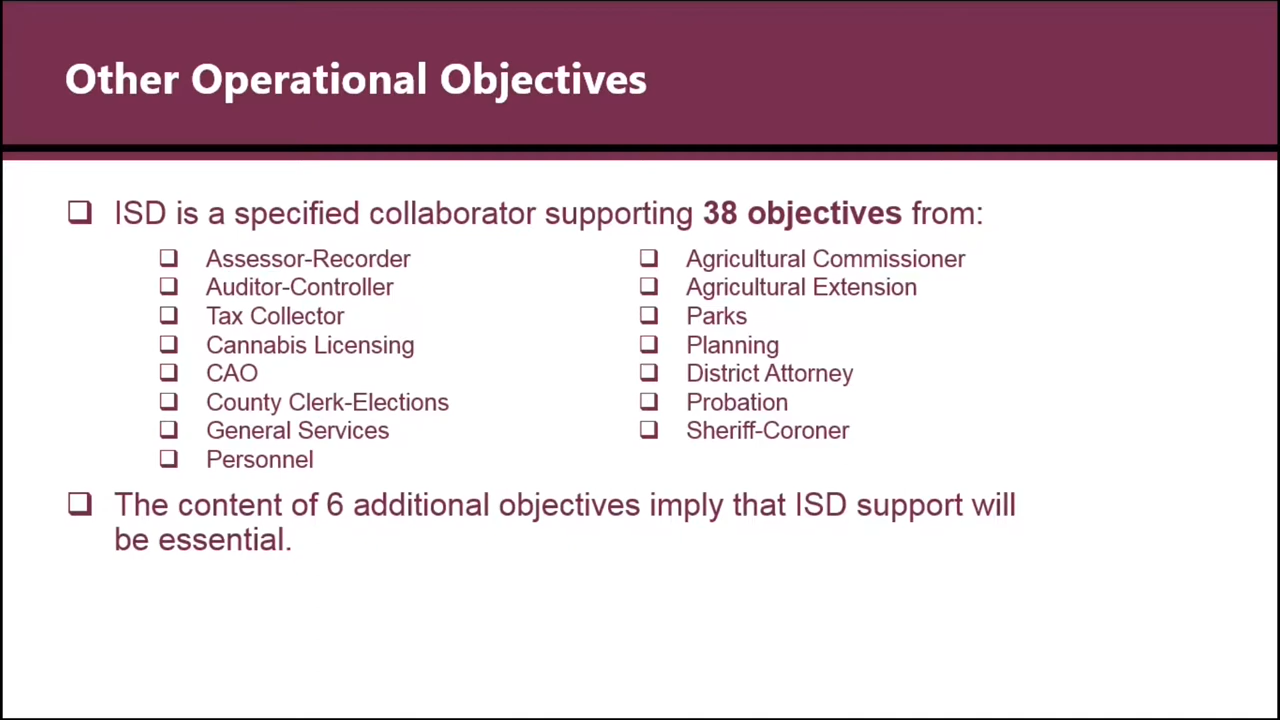 Other Operational Objectives
ISD is a specified collaborator supporting 38 objectives from:
Assessor-Recorder
Auditor-Controller
Tax Collector
Cannabis Licensing
CAO
County Clerk-Elections
General Services
Personnel
Agricultural Commissioner
Agricultural Extension
Parks
Planning
District Attorney
Probation
Sheriff-Coroner
The content of 6 additional objectives imply that ISD support will
be essential.